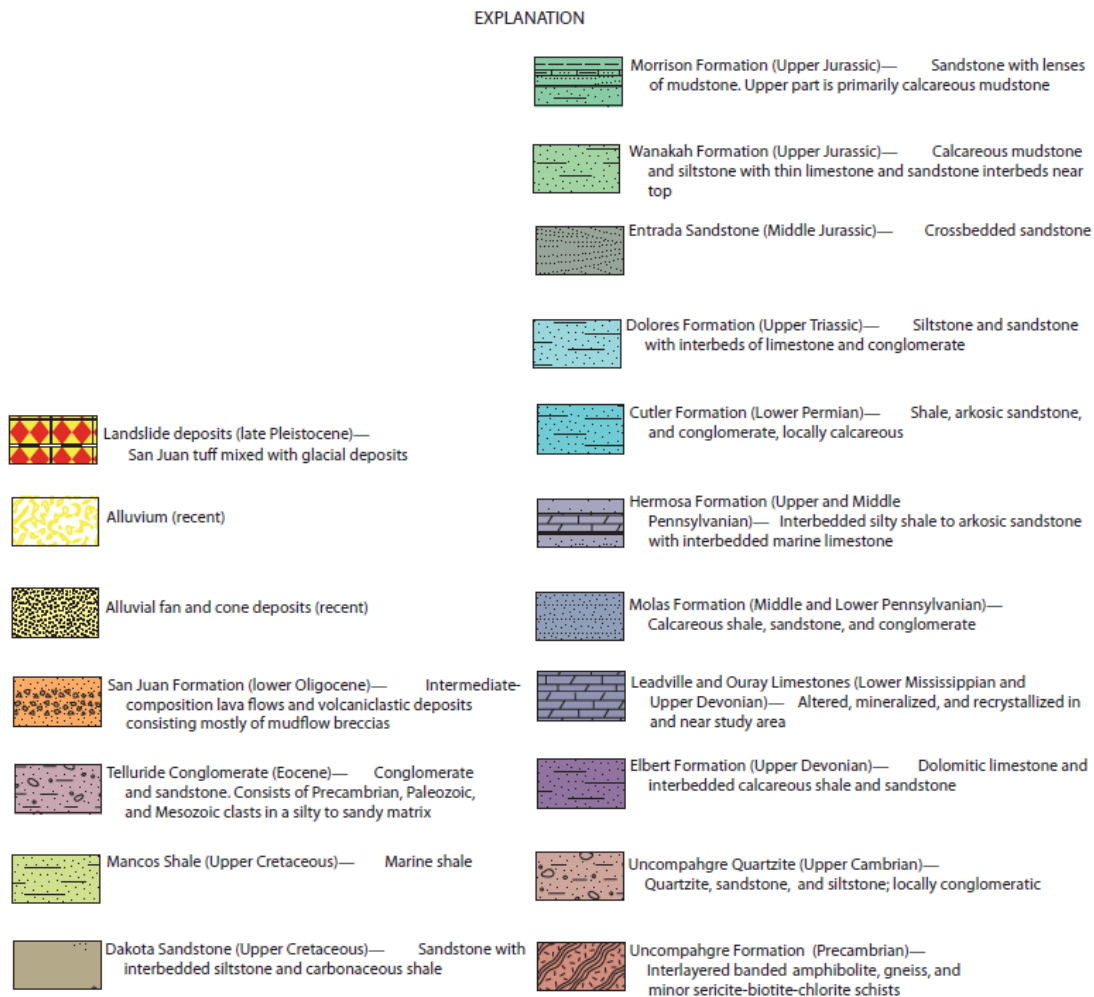 EXPLANATION
Landslide deposits (late Pleistocene)—
San Juan tuff mixed with glacial deposits
Alluvium (recent)
Alluvial fan and cone deposits (recent)
San Juan Formation (lower Oligocene)— Intermediate-
composition lava flows and volcaniclastic deposits
consisting mostly of mudflow breccias
Telluride Conglomerate (Eocene)— Conglomerate
and sandstone. Consists of Precambrian, Paleozoic,
and Mesozoic clasts in a silty to sandy matrix
Mancos Shale (Upper Cretaceous)— Marine shale
Dakota Sandstone (Upper Cretaceous)— Sandstone with
interbedded siltstone and carbonaceous shale
Morrison Formation (Upper Jurassic)— Sandstone with lenses
of mudstone. Upper part is primarily calcareous mudstone
Wanakah Formation (Upper Jurassic)— Calcareous mudstone
and siltstone with thin limestone and sandstone interbeds near
top
Entrada Sandstone (Middle Jurassic)— Crossbedded sandstone
Dolores Formation (Upper Triassic)— Siltstone and sandstone
with interbeds of limestone and conglomerate
Cutler Formation (Lower Permian)— Shale, arkosic sandstone,
and conglomerate, locally calcareous
Hermosa Formation (Upper and Middle
Pennsylvanian)— Interbedded silty shale to arkosic sandstone
with interbedded marine limestone
Molas Formation (Middle and Lower Pennsylvanian)—
Calcareous shale, sandstone, and conglomerate
Leadville and Ouray Limestones (Lower Mississippian and
Upper Devonian)— Altered, mineralized, and recrystallized in
and near study area
Elbert Formation (Upper Devonian)— Dolomitic limestone and
interbedded calcareous shale and sandstone
Uncompahgre Quartzite (Upper Cambrian)—
Quartzite, sandstone, and siltstone; locally conglomeratic
Uncompahgre Formation (Precambrian)—
Interlayered banded amphibolite, gneiss, and
minor sericite-biotite-chlorite schists